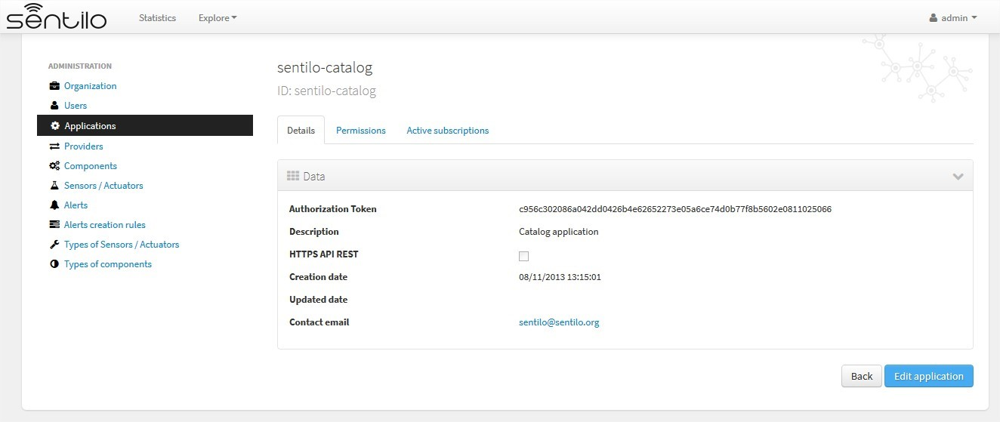 sentilo
Statistics
Explore
admin
ADMINISTRATION
Organization
Users
Applications
Providers
Components
Sensors / Actuators
Alerts
Alerts creation rules
Types of Sensors / Actuators
Types of components
sentilo-catalog
ID: sentilo-catalog
Details
Permissions
Active subscriptions
Data
Authorization Token c956c302086a042dd0426b4e62652273e05a6ce74d0b77f8b5602e0811025066
Description Catalog application
HTTPS API REST
Creation date 08/11/2013 13:15:01
Updated date
Contact email sentilo@sentilo.org
Back
Edit application